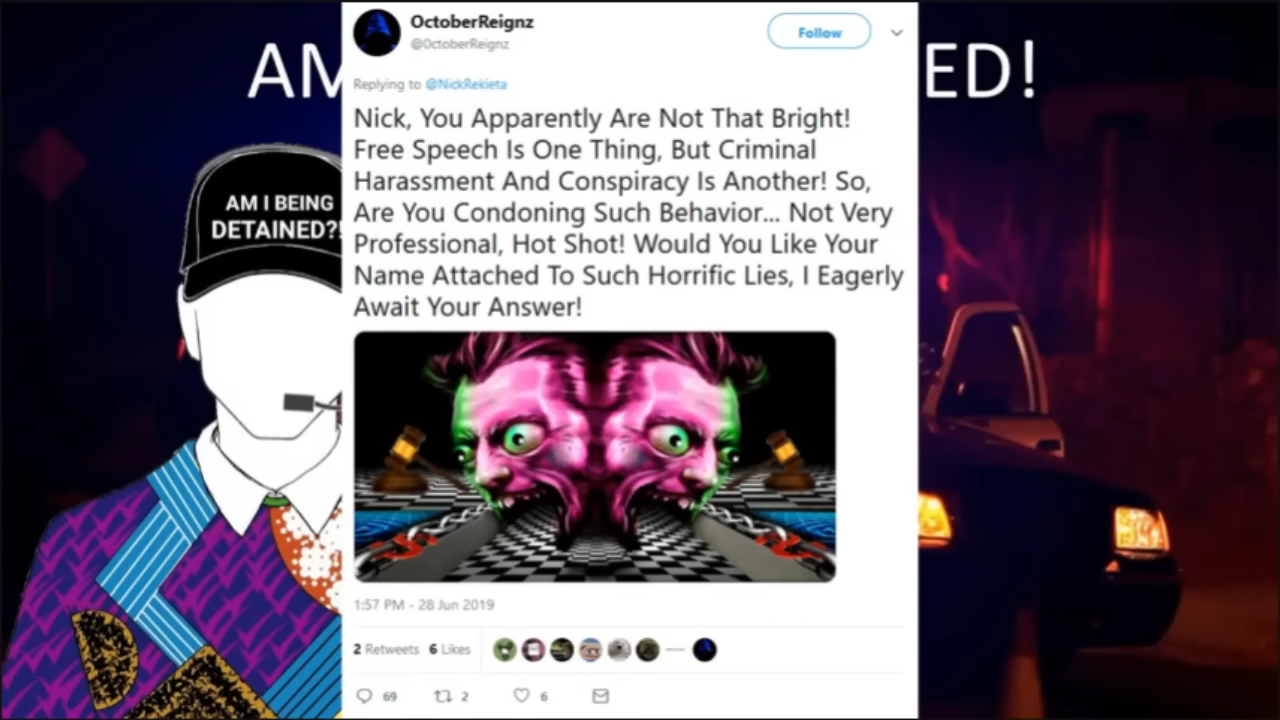 AM
ED!
AM I BEING
DETAINED?!
OctoberReignz
@OctoberReignz
Follow
Replying to @NickRekieta
Nick, You Apparently Are Not That Bright!
Free Speech Is One Thing, But Criminal
Harassment And Conspiracy Is Another! So,
Are You Condoning Such Behavior... Not Very
Professional, Hot Shot! Would You Like Your
Name Attached To Such Horrific Lies, I Eagerly
Await Your Answer!
1:57 PM - 28 Jun 2019
2 Retweets 6 Likes
69 2 6